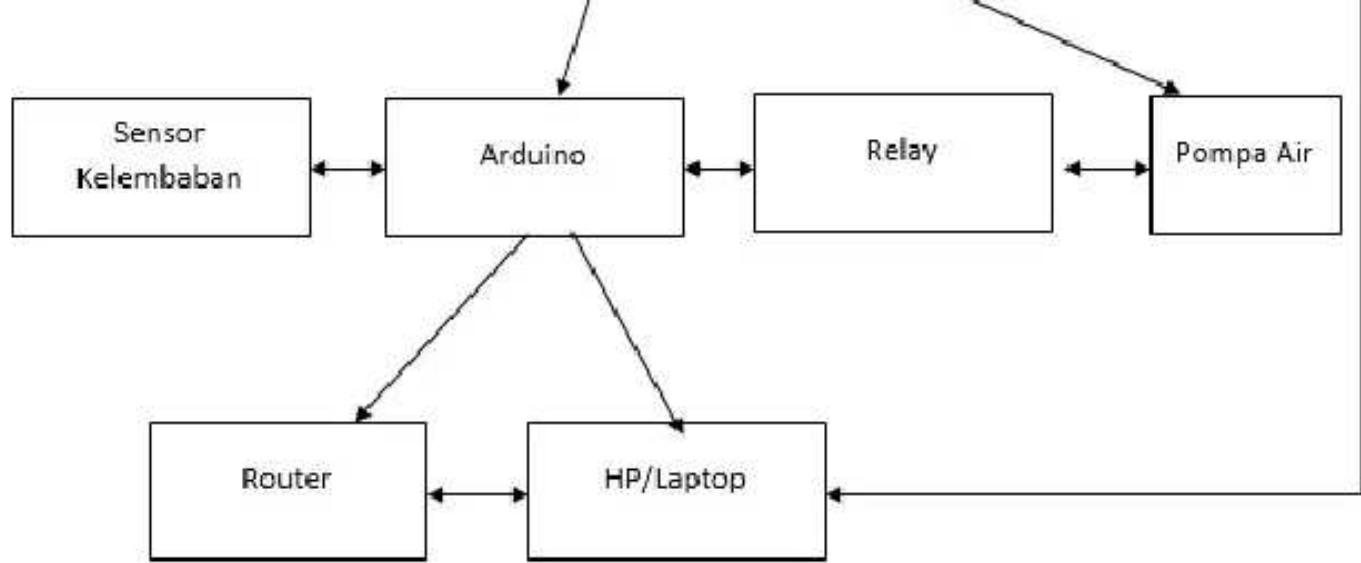 Sensor
Kelembaban
Arduino
Relay
Pompa Air
Router
HP/Laptop